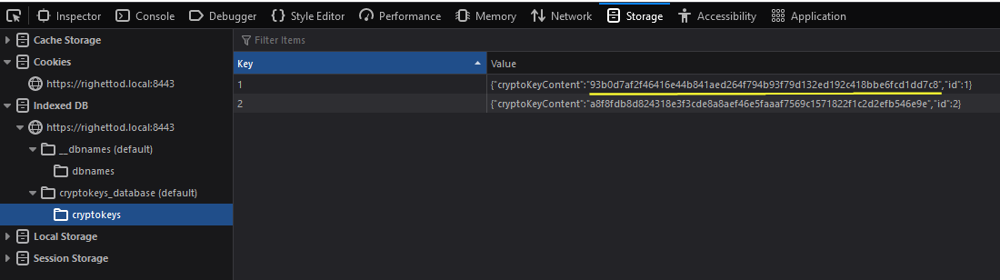 Inspector Console Debugger Style Editor Performance Memory Network Storage Accessibility Application
Cache Storage
Cookies
https://righettod.local:8443
Indexed DB
https://righettod.local:8443
__dbnames (default)
dbnames
cryptokeys_database (default)
cryptokeys
Local Storage
Session Storage
Filter Items
Key Value
1 {"cryptoKeyContent":"93b0d7af2f46416e44b841aed264f794b93f79d132ed192c418bbe6fcd1dd7c8","id":1}
2 {"cryptoKeyContent":"a8f8fdb8d824318e3f3cde8a8aef46e5faaaf7569c1571822f1c2d2efb546e9e","id":2}